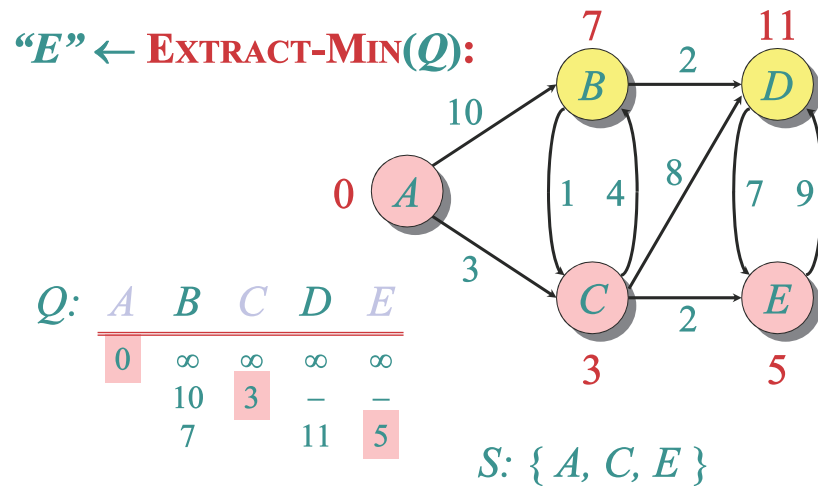 “E” ← EXTRACT-MIN(Q):
7
11
B
2
D
10
0
A
1
4
8
7
9
3
C
2
E
3
5
Q: A B C D E
0 ∞ ∞ ∞ ∞
10 3 – –
7 11 5
S: { A, C, E }